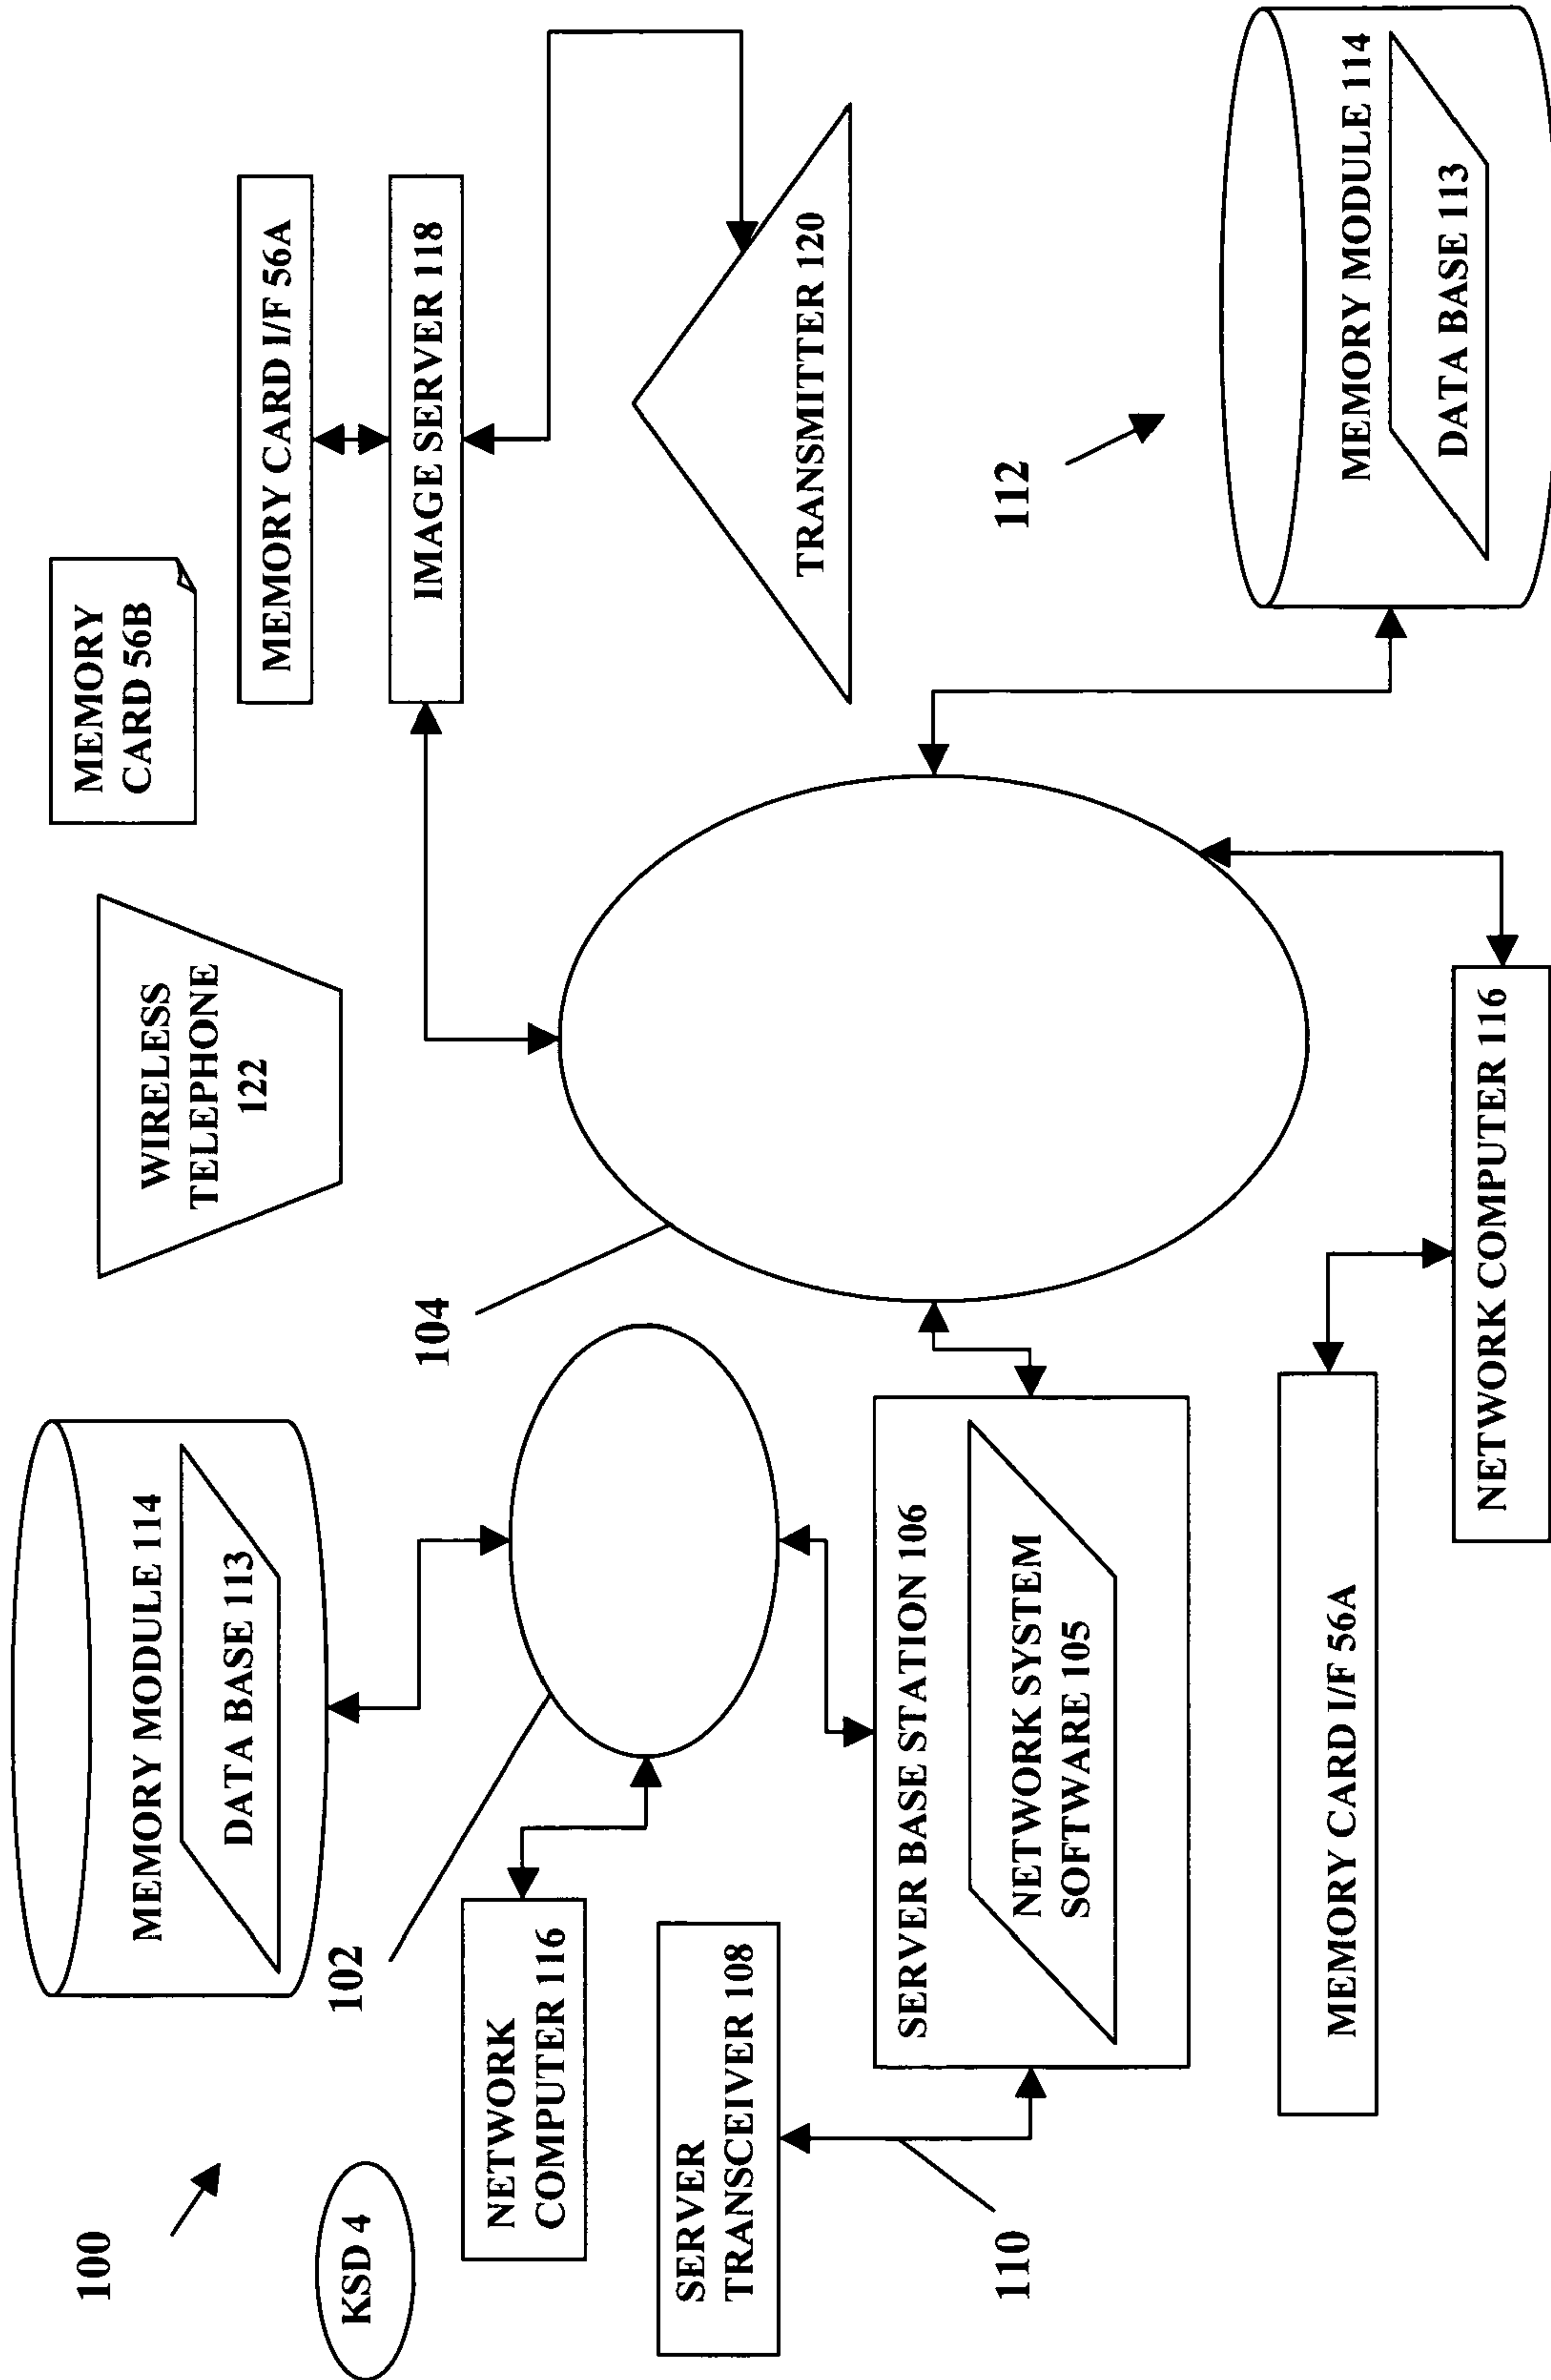 100
KSD 4
MEMORY MODULE 114
DATA BASE 113
102
NETWORK
COMPUTER 116
SERVER
TRANSCEIVER 108
110
SERVER BASE STATION 106
NETWORK SYSTEM
SOFTWARE 105
MEMORY CARD I/F 56A
NETWORK COMPUTER 116
104
WIRELESS
TELEPHONE
122
MEMORY
CARD 56B
MEMORY CARD I/F 56A
IMAGE SERVER 118
TRANSMITTER 120
112
MEMORY MODULE 114
DATA BASE 113